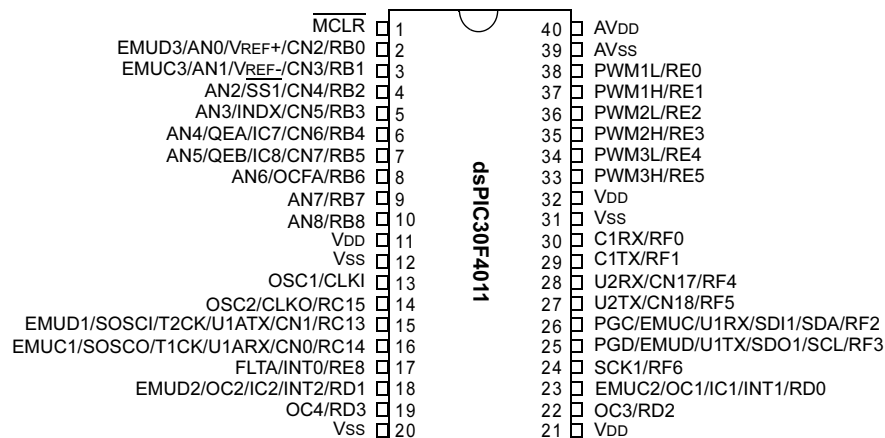 MCLR 1
EMUD3/AN0/VREF+/CN2/RB0 2
EMUC3/AN1/VREF-/CN3/RB1 3
AN2/SS1/CN4/RB2 4
AN3/INDX/CN5/RB3 5
AN4/QEA/IC7/CN6/RB4 6
AN5/QEB/IC8/CN7/RB5 7
AN6/OCFA/RB6 8
AN7/RB7 9
AN8/RB8 10
VDD 11
VSS 12
OSC1/CLKI 13
OSC2/CLKO/RC15 14
EMUD1/SOSCI/T2CK/U1ATX/CN1/RC13 15
EMUC1/SOSCO/T1CK/U1ARX/CN0/RC14 16
FLTA/INT0/RE8 17
EMUD2/OC2/IC2/INT2/RD1 18
OC4/RD3 19
VSS 20
dsPIC30F4011
40 AVDD
39 AVSS
38 PWM1L/RE0
37 PWM1H/RE1
36 PWM2L/RE2
35 PWM2H/RE3
34 PWM3L/RE4
33 PWM3H/RE5
32 VDD
31 VSS
30 C1RX/RF0
29 C1TX/RF1
28 U2RX/CN17/RF4
27 U2TX/CN18/RF5
26 PGC/EMUC/U1RX/SDI1/SDA/RF2
25 PGD/EMUD/U1TX/SDO1/SCL/RF3
24 SCK1/RF6
23 EMUC2/OC1/IC1/INT1/RD0
22 OC3/RD2
21 VDD